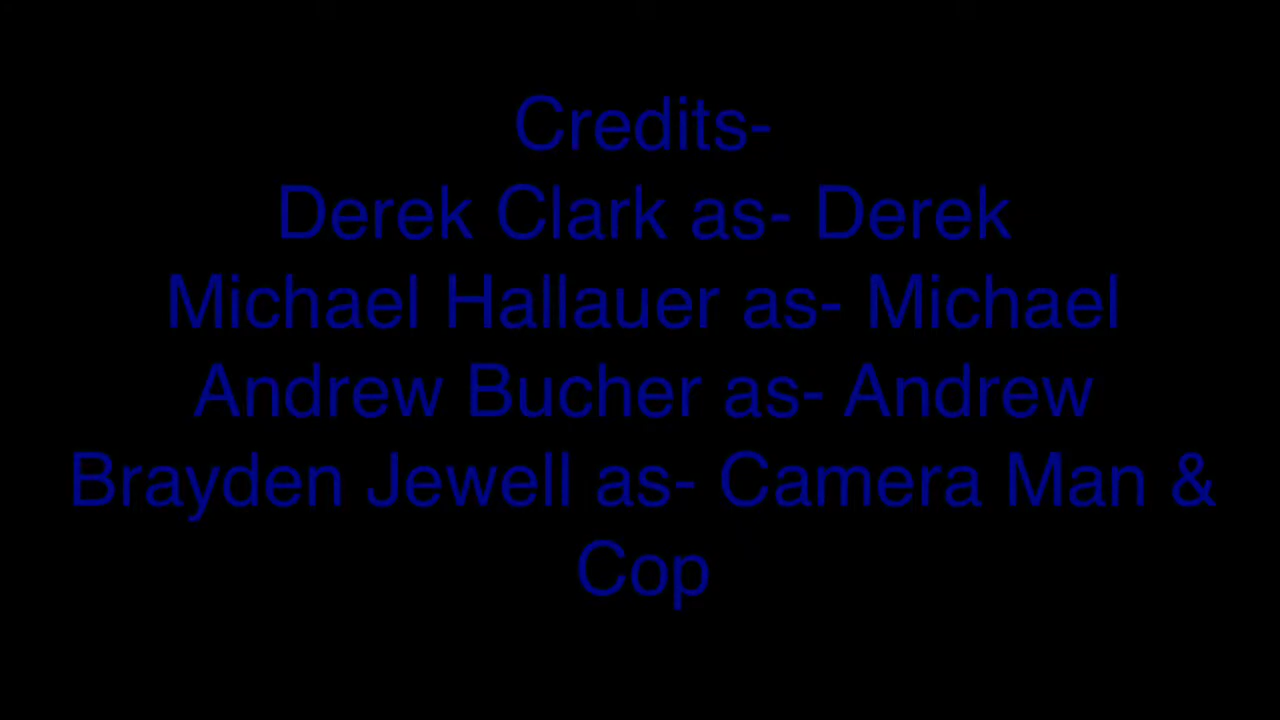 Credits-
Derek Clark as- Derek
Michael Hallauer as- Michael
Andrew Bucher as- Andrew
Brayden Jewell as- Camera Man &
Cop